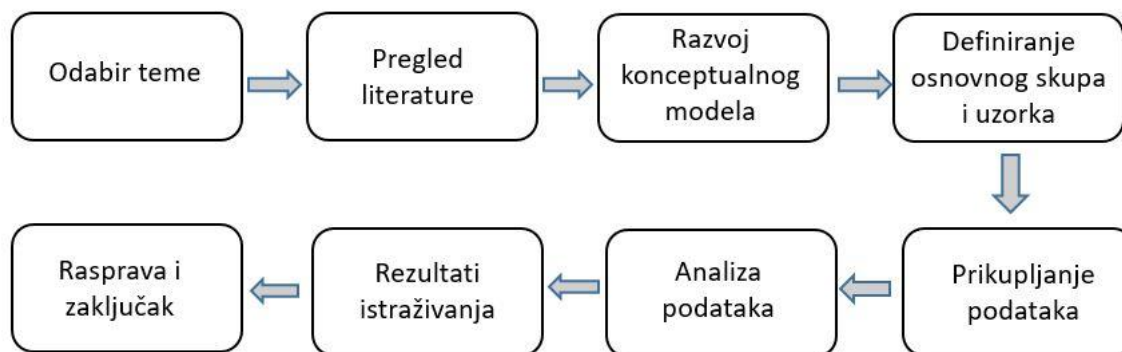 Odabir teme
Pregled
literature
Razvoj
konceptualnog
modela
Definiranje
osnovnog skupa
i uzorka
Prikupljanje
podataka
Analiza
podataka
Rezultati
istraživanja
Rasprava i
zaključak